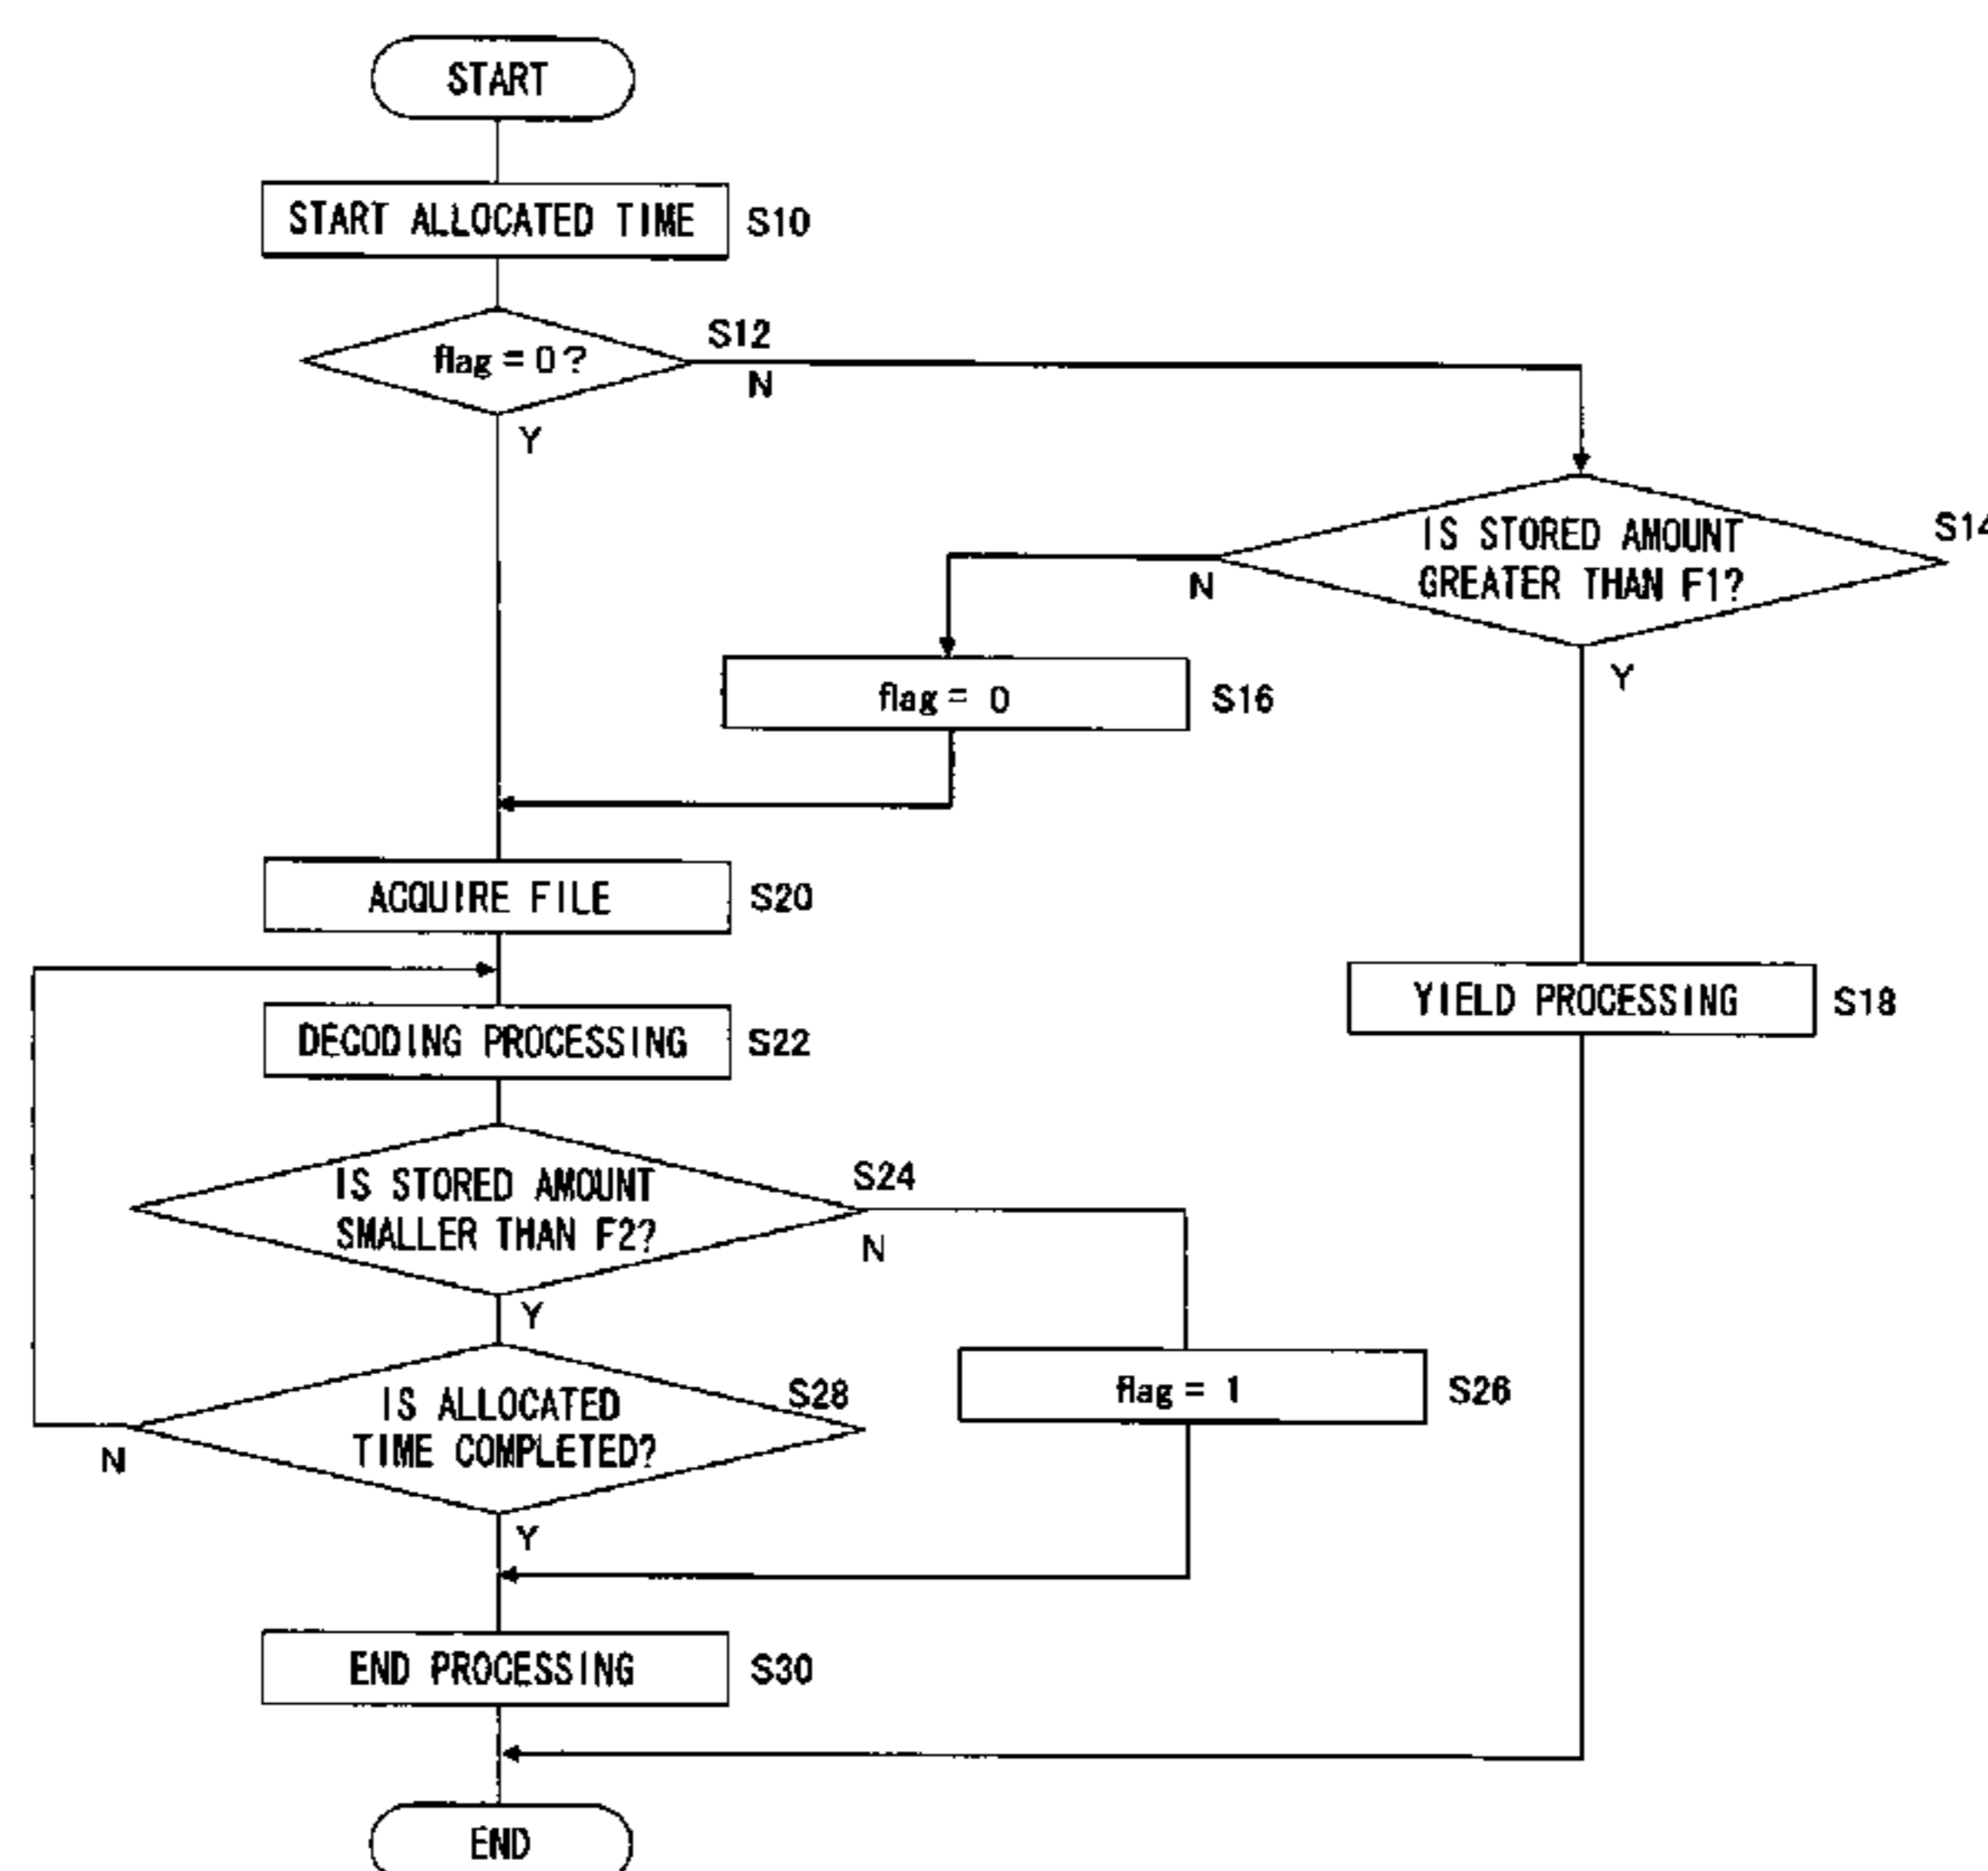 START
START ALLOCATED TIME S10
flag = 0?
S12
N
Y
IS STORED AMOUNT
GREATER THAN F1?
S14
N
Y
flag = 0 S16
ACQUIRE FILE S20
YIELD PROCESSING S18
DECODING PROCESSING S22
IS STORED AMOUNT
SMALLER THAN F2?
S24
N
Y
IS ALLOCATED
TIME COMPLETED?
S28
N
Y
flag = 1 S26
END PROCESSING S30
END